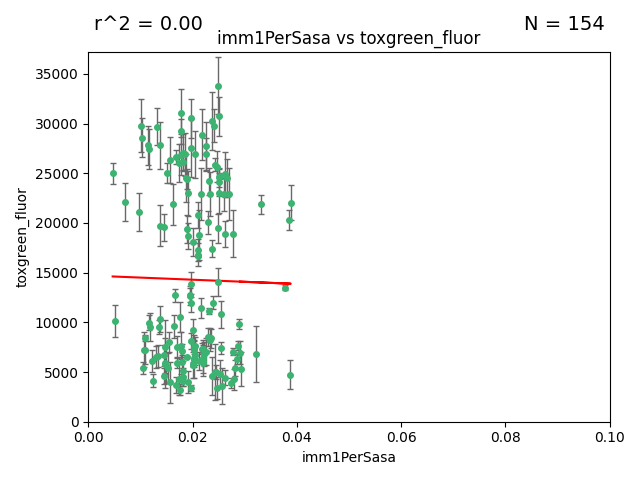 r^2 = 0.00 N = 154
imm1PerSasa vs toxgreen_fluor
35000
30000
25000
20000
15000
10000
5000
0
toxgreen_fluor
0.00 0.02 0.04 0.06 0.08 0.10
imm1PerSasa